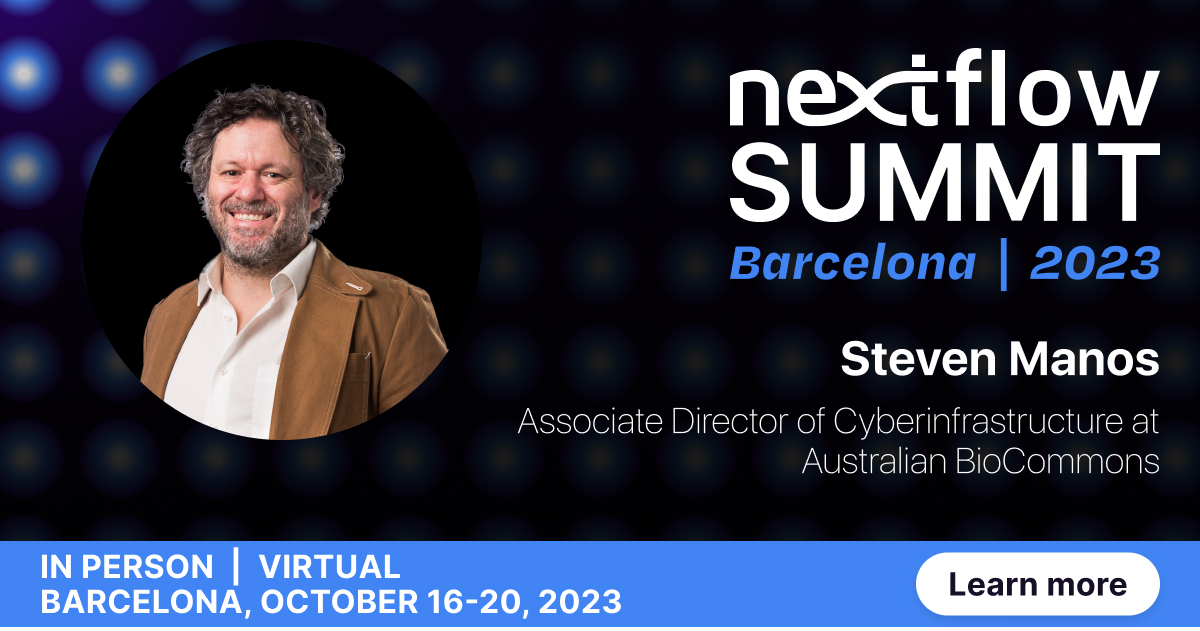 nextflow
SUMMIT
Barcelona | 2023
Steven Manos
Associate Director of Cyberinfrastructure at
Australian BioCommons
IN PERSON | VIRTUAL
BARCELONA, OCTOBER 16-20, 2023
Learn more